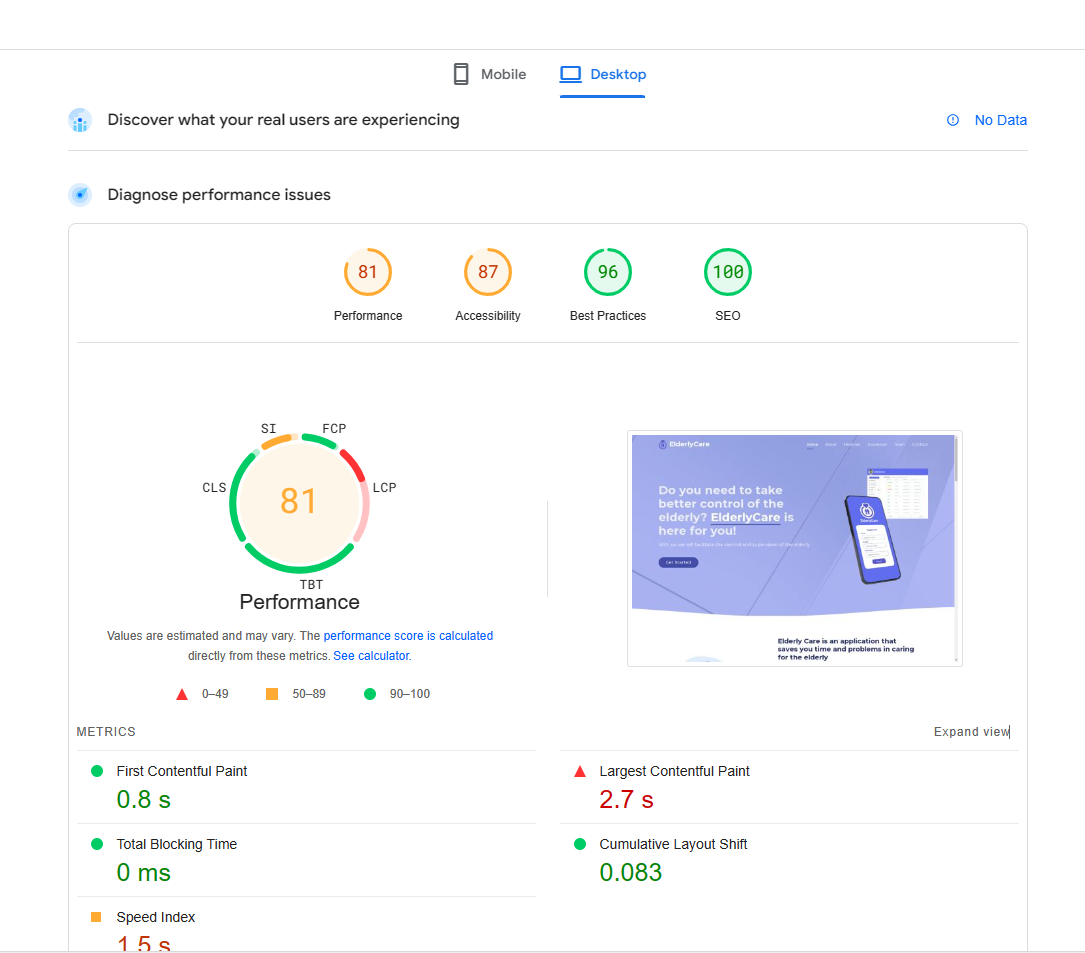 Mobile
Desktop
Discover what your real users are experiencing
No Data
Diagnose performance issues
81
87
96
100
Performance
Accessibility
Best Practices
SEO
SI
FCP
CLS
LCP
81
TBT
Performance
Values are estimated and may vary. The performance score is calculated
directly from these metrics. See calculator.
0–49
50–89
90–100
ElderlyCare
Home
Do you need to take
better control of the
elderly? ElderlyCare is
here for you!
Get Started
Elderly Care is an application that
saves you time and problems in caring
for the elderly
METRICS
Expand view
First Contentful Paint
0.8 s
Largest Contentful Paint
2.7 s
Total Blocking Time
0 ms
Cumulative Layout Shift
0.083
Speed Index
1.5 s